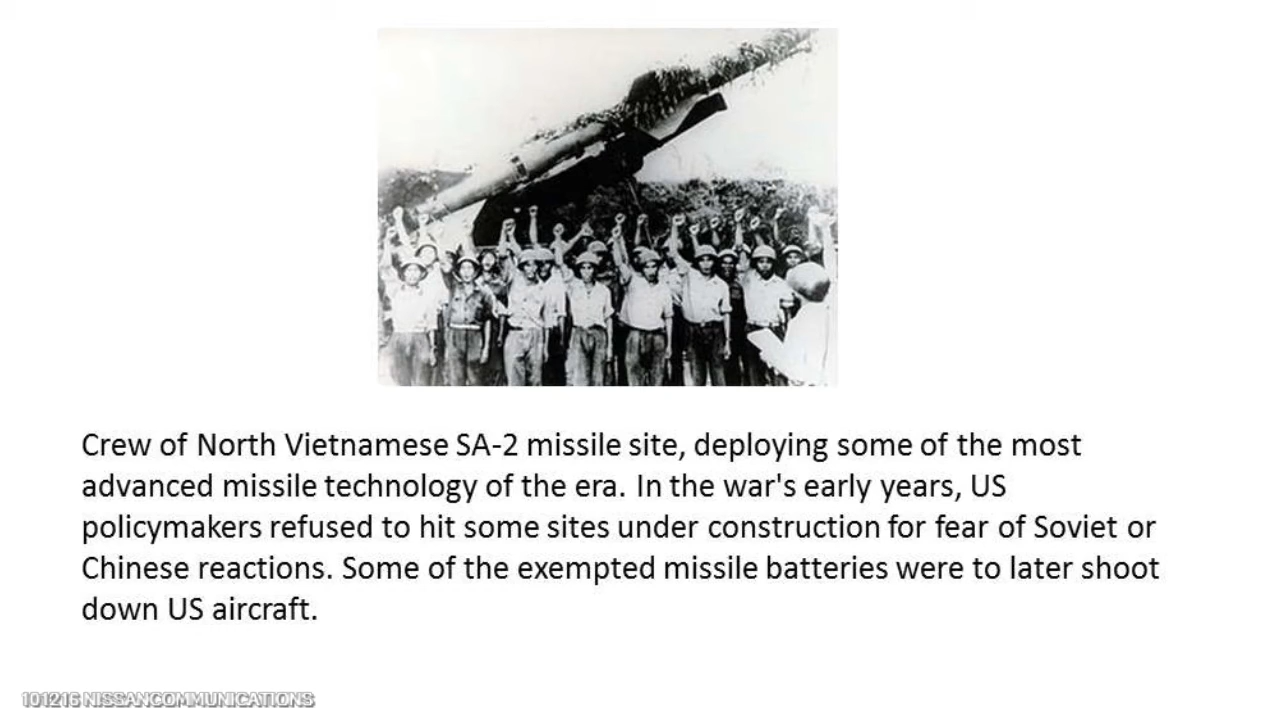 Crew of North Vietnamese SA-2 missile site, deploying some of the most
advanced missile technology of the era. In the war's early years, US
policymakers refused to hit some sites under construction for fear of Soviet or
Chinese reactions. Some of the exempted missile batteries were to later shoot
down US aircraft.
101216 NISSANCOMMUNICATIONS